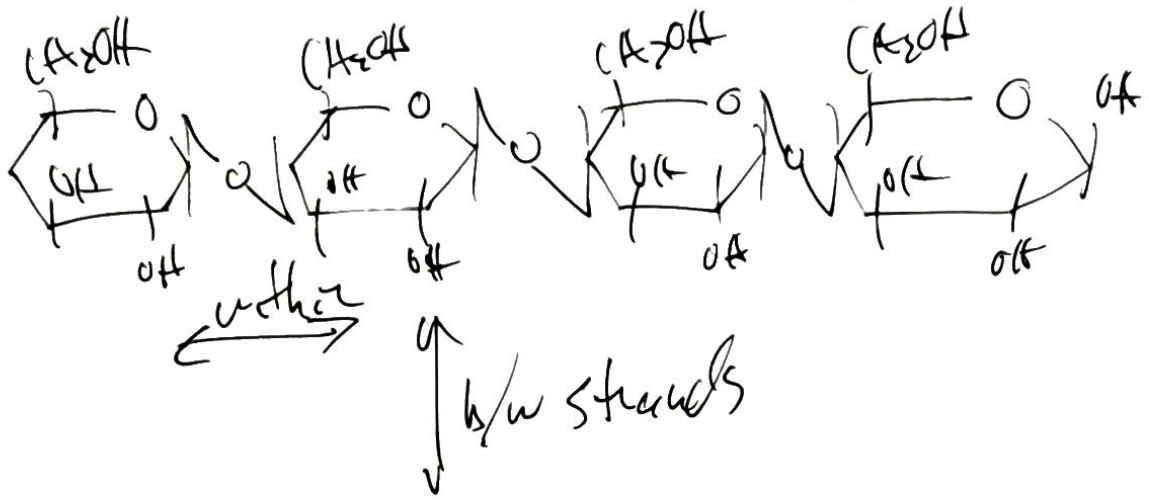 CH₂OH CH₂OH CH₂OH CH₂OH
O O O O OH
O O O
OH OH OH OH
OH OH OH OH
within
b/w strands